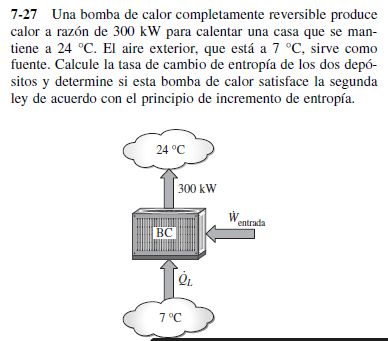 7-27 Una bomba de calor completamente reversible produce
calor a razón de 300 kW para calentar una casa que se man-
tiene a 24 °C. El aire exterior, que está a 7 °C, sirve como
fuente. Calcule la tasa de cambio de entropía de los dos depó-
sitos y determine si esta bomba de calor satisface la segunda
ley de acuerdo con el principio de incremento de entropía.
24 °C
300 kW
Ẇentrada
BC
Q̇L
7 °C